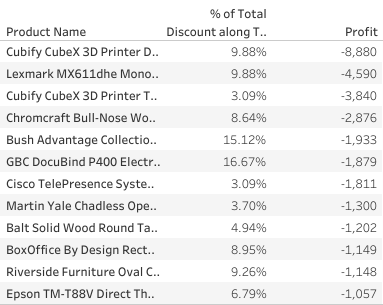 % of Total
Product Name Discount along T.. Profit
Cubify CubeX 3D Printer D.. 9.88% -8,880
Lexmark MX611dhe Mono.. 9.88% -4,590
Cubify CubeX 3D Printer T.. 3.09% -3,840
Chromcraft Bull-Nose Wo.. 8.64% -2,876
Bush Advantage Collectio.. 15.12% -1,933
GBC DocuBind P400 Electr.. 16.67% -1,879
Cisco TelePresence Syste.. 3.09% -1,811
Martin Yale Chadless Ope.. 3.70% -1,300
Balt Solid Wood Round Ta.. 4.94% -1,202
BoxOffice By Design Rect.. 8.95% -1,149
Riverside Furniture Oval C.. 9.26% -1,148
Epson TM-T88V Direct Th.. 6.79% -1,057